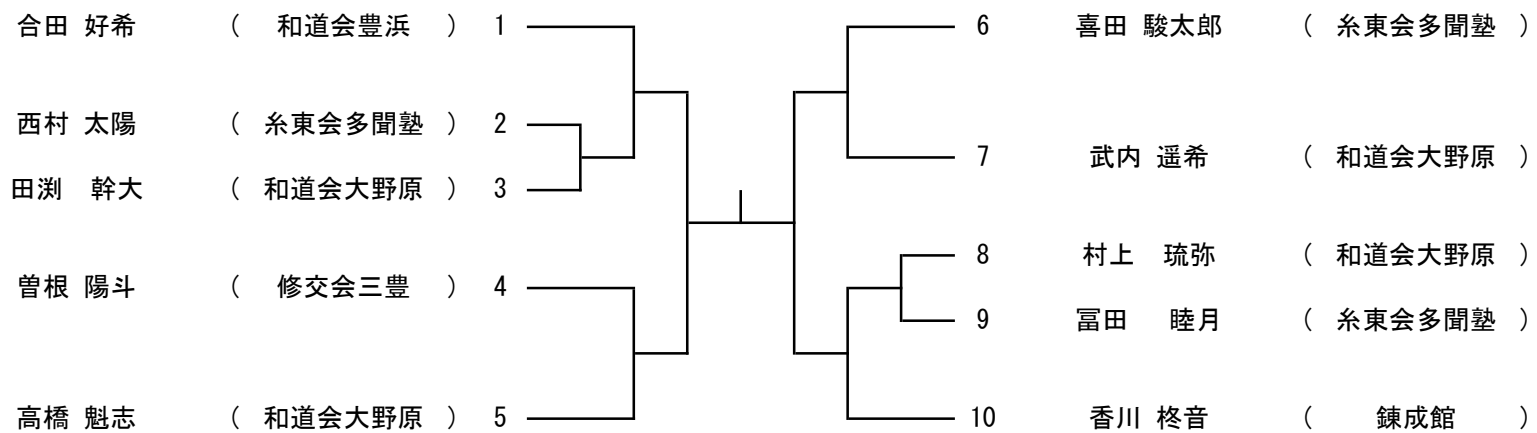 合田 好希 ( 和道会豊浜 ) 1
西村 太陽 ( 糸東会多聞塾 ) 2
田渕 幹大 ( 和道会大野原 ) 3
曽根 陽斗 ( 修交会三豊 ) 4
高橋 魁志 ( 和道会大野原 ) 5
6 喜田 駿太郎 ( 糸東会多聞塾 )
7 武内 遥希 ( 和道会大野原 )
8 村上 琉弥 ( 和道会大野原 )
9 冨田 睦月 ( 糸東会多聞塾 )
10 香川 柊音 ( 錬成館 )